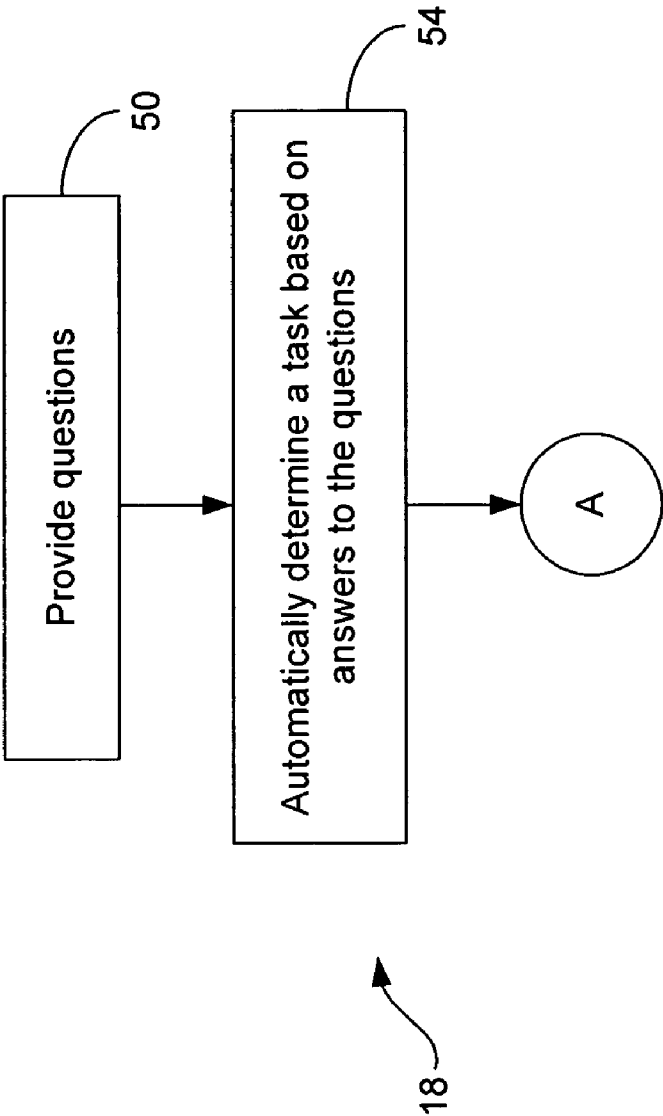 Provide questions
50
Automatically determine a task based on
answers to the questions
54
A
18